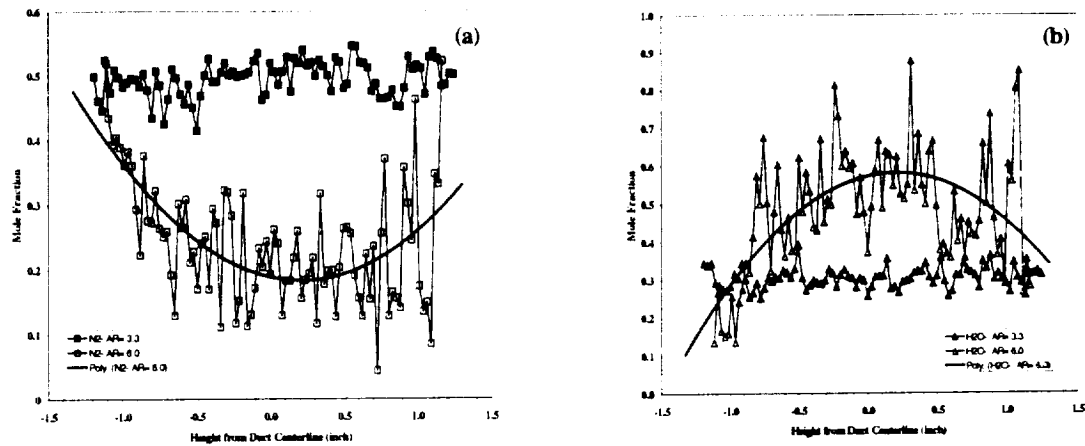 (a)
0.6
0.5
0.4
0.3
0.2
0.1
0
Mole Fraction
N2- AR= 3.3
N2- AR= 6.0
Poly. (N2- AR= 6.0)
-1.5 -1.0 -0.5 0.0 0.5 1.0 1.5
Height from Duct Centerline (inch)
(b)
1.0
0.9
0.8
0.7
0.6
0.5
0.4
0.3
0.2
0.1
0.0
Mole Fraction
H2O- AR= 3.3
H2O- AR= 6.0
Poly. (H2O- AR= 6.0)
-1.5 -1.0 -0.5 0.0 0.5 1.0 1.5
Height from Duct Centerline (inch)